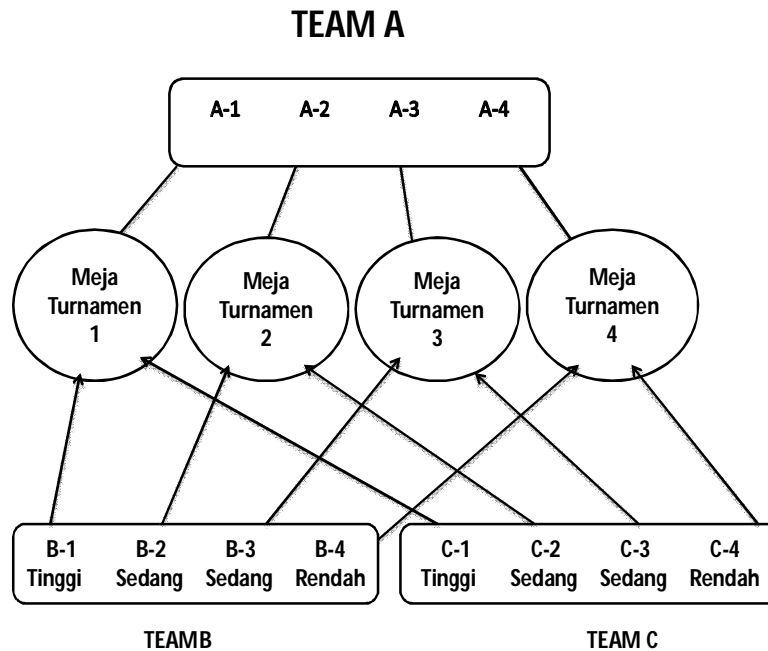 TEAM A
A-1 A-2 A-3 A-4
Meja
Turnamen
1
Meja
Turnamen
2
Meja
Turnamen
3
Meja
Turnamen
4
B-1 B-2 B-3 B-4
Tinggi Sedang Sedang Rendah
C-1 C-2 C-3 C-4
Tinggi Sedang Sedang Rendah
TEAMB
TEAM C